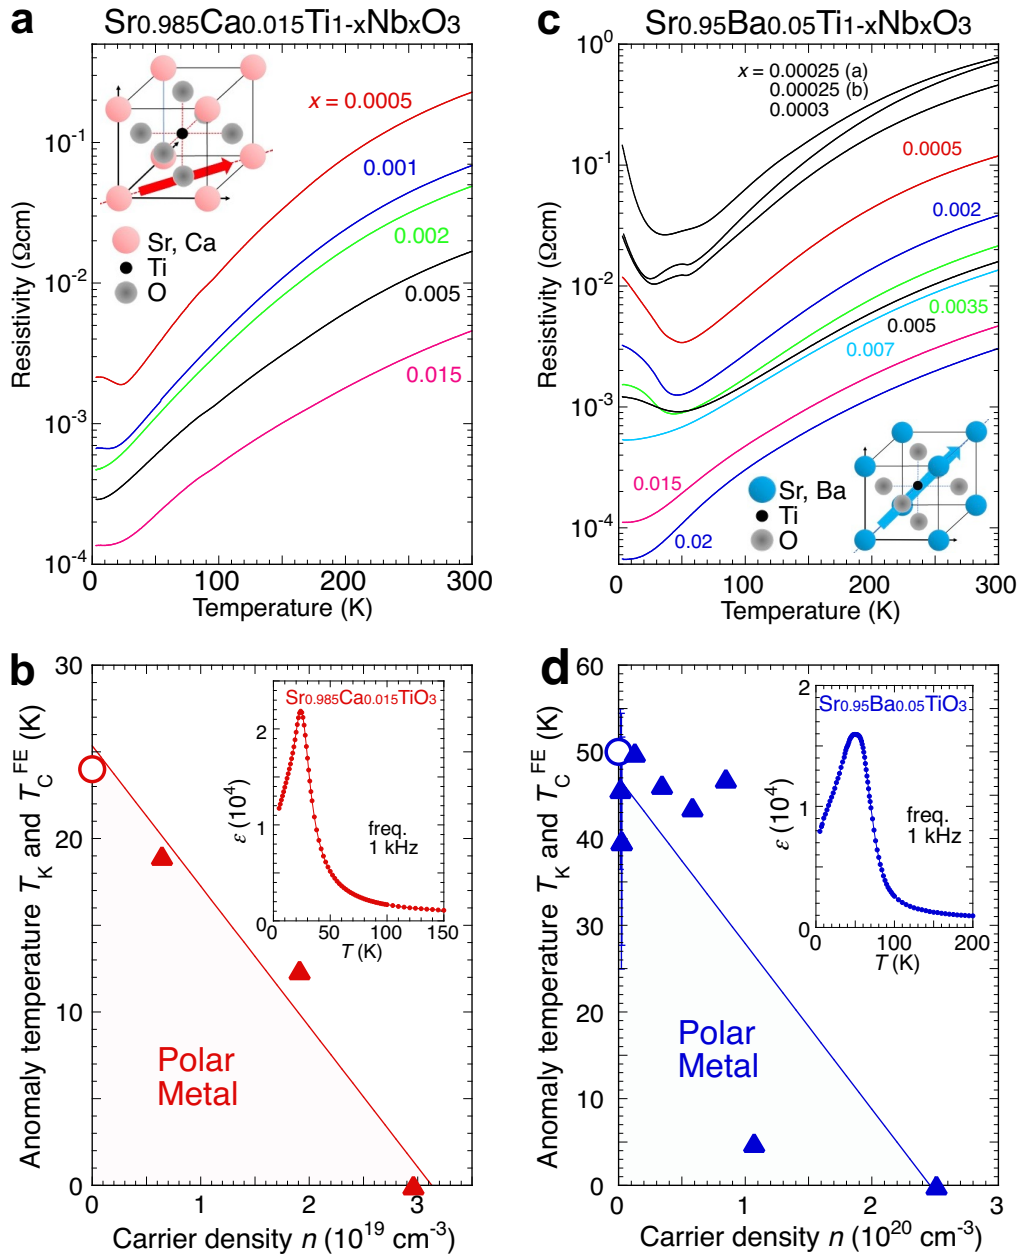 a
Sr0.985Ca0.015Ti1-xNbxO3
Resistivity (Ωcm)
10-1
10-2
10-3
10-4
x = 0.0005
0.001
0.002
0.005
0.015
Sr, Ca
Ti
O
0
100
200
300
Temperature (K)
c
Sr0.95Ba0.05Ti1-xNbxO3
Resistivity (Ωcm)
100
10-1
10-2
10-3
10-4
x = 0.00025 (a)
0.00025 (b)
0.0003
0.0005
0.002
0.0035
0.005
0.007
0.015
0.02
Sr, Ba
Ti
O
0
100
200
300
Temperature (K)
b
Anomaly temperature TK and TCFE (K)
30
20
10
0
Sr0.985Ca0.015TiO3
ε (104)
2
1
0
freq.
1 kHz
0
50
100
150
T (K)
Polar
Metal
0
1
2
3
Carrier density n (1019 cm-3)
d
Anomaly temperature TK and TCFE (K)
60
50
40
30
20
10
0
Sr0.95Ba0.05TiO3
ε (104)
2
1
0
freq.
1 kHz
0
100
200
T (K)
Polar
Metal
0
1
2
3
Carrier density n (1020 cm-3)